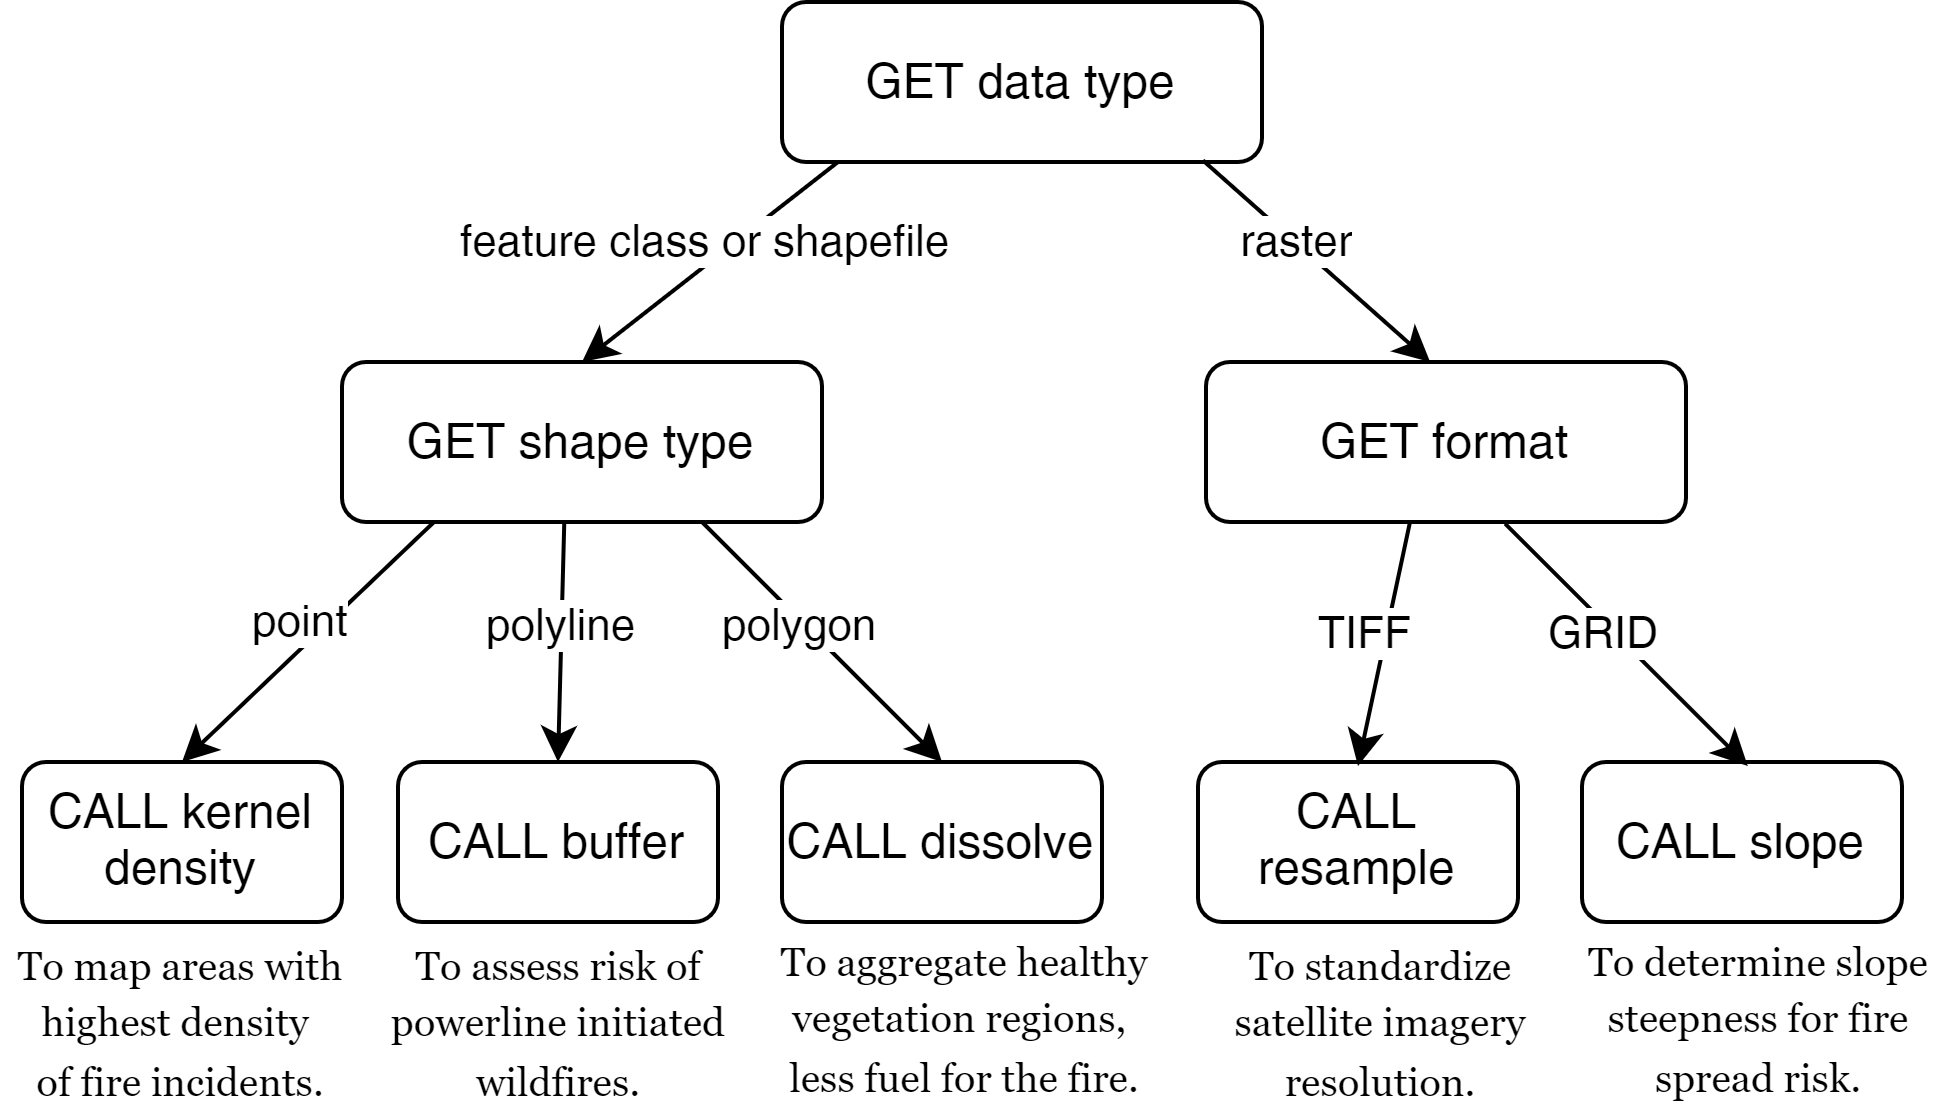 GET data type
feature class or shapefile
raster
GET shape type
GET format
point
polyline
polygon
TIFF
GRID
CALL kernel
density
CALL buffer
CALL dissolve
CALL
resample
CALL slope
To map areas with
highest density
of fire incidents.
To assess risk of
powerline initiated
wildfires.
To aggregate healthy
vegetation regions,
less fuel for the fire.
To standardize
satellite imagery
resolution.
To determine slope
steepness for fire
spread risk.